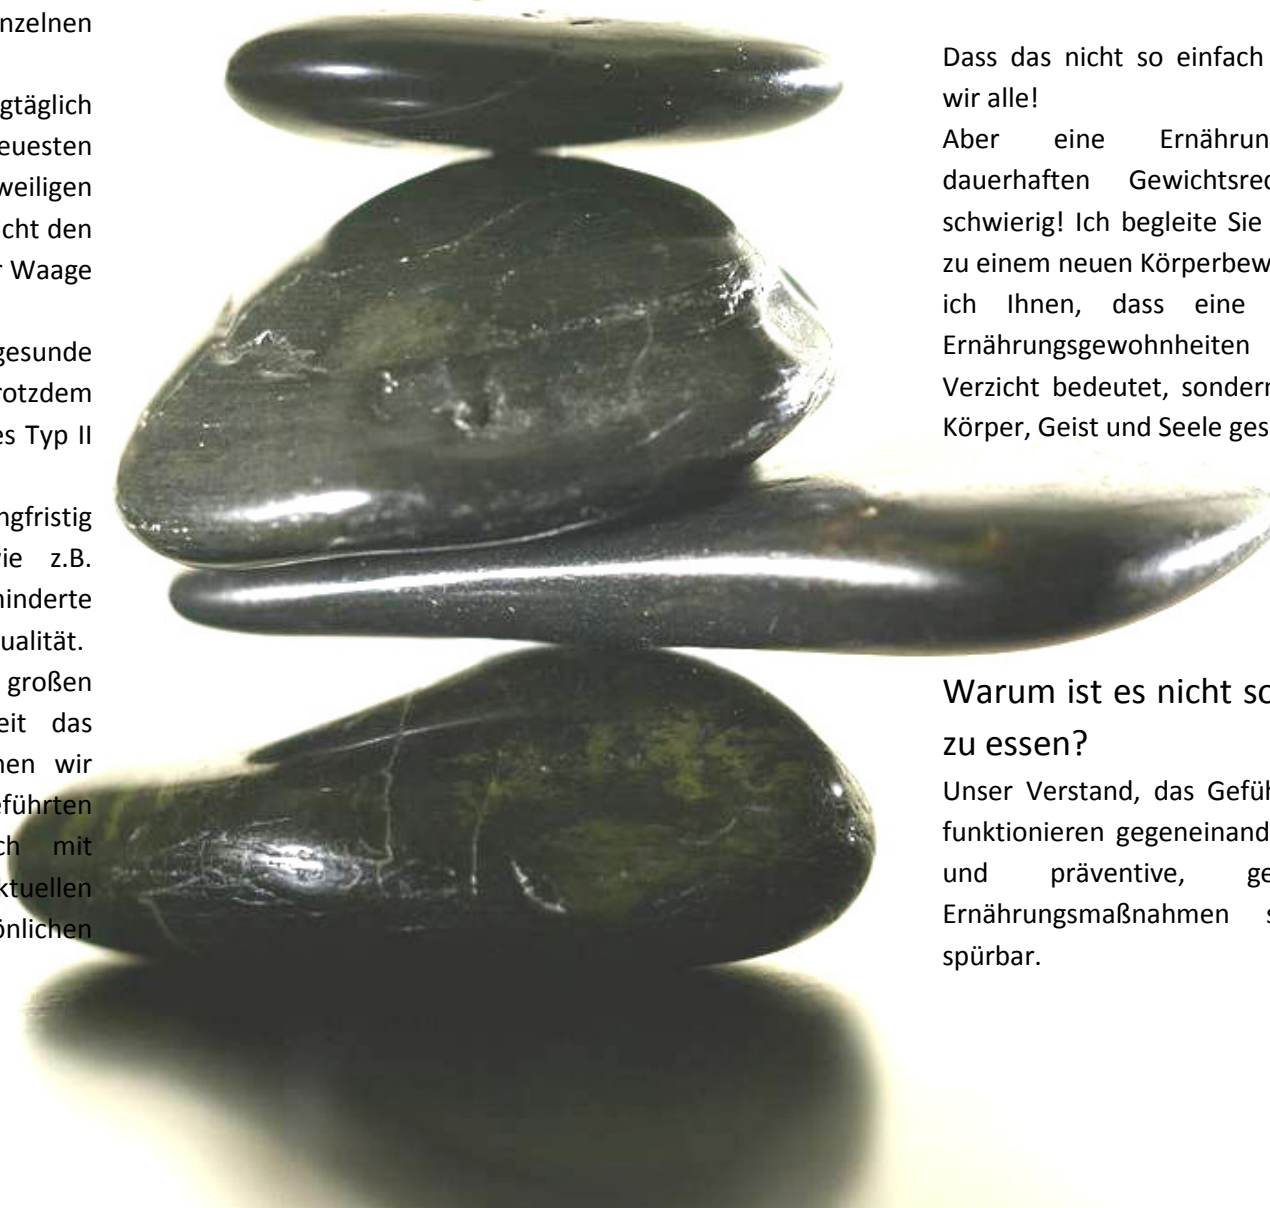 nzelnen
gtäglich
euesten
weiligen
cht den
r Waage
gesunde
rotzdem
es Typ II
ngfristig
ie z.B.
inderte
ualität.
großen
eit das
nen wir
eführten
ch mit
ktuellen
önlichen
Dass das nicht so einfach
wir alle!
Aber eine Ernährun
dauerhaften Gewichtsred
schwierig! Ich begleite Sie
zu einem neuen Körperbew
ich Ihnen, dass eine
Ernährungsgewohnheiten
Verzicht bedeutet, sondern
Körper, Geist und Seele ges
Warum ist es nicht so
zu essen?
Unser Verstand, das Gefüh
funktionieren gegeneinand
und präventive, ge
Ernährungsmaßnahmen s
spürbar.